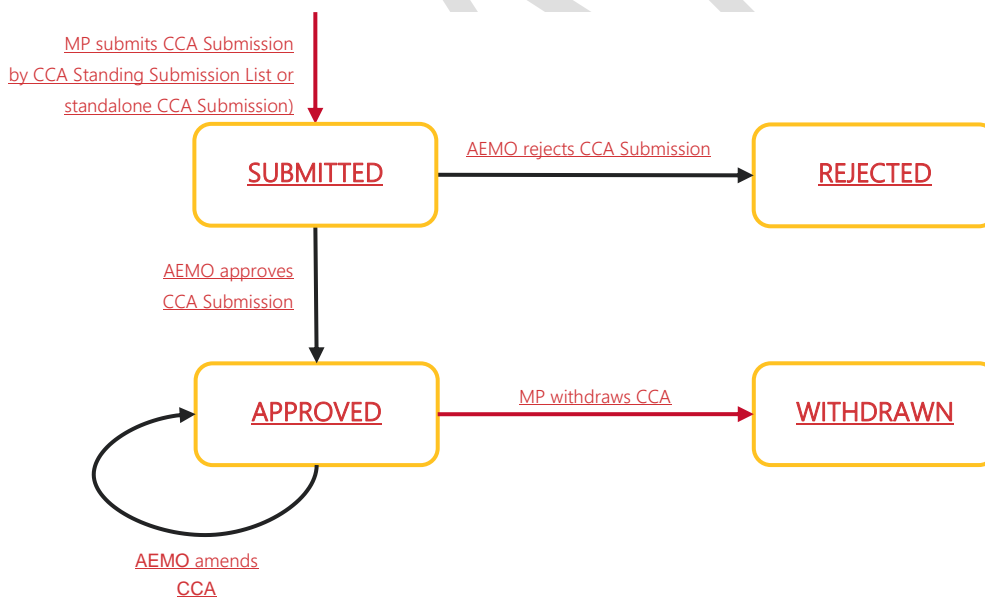 MP submits CCA Submission
by CCA Standing Submission List or
standalone CCA Submission)
SUBMITTED
AEMO rejects CCA Submission
REJECTED
AEMO approves
CCA Submission
APPROVED
MP withdraws CCA
WITHDRAWN
AEMO amends
CCA